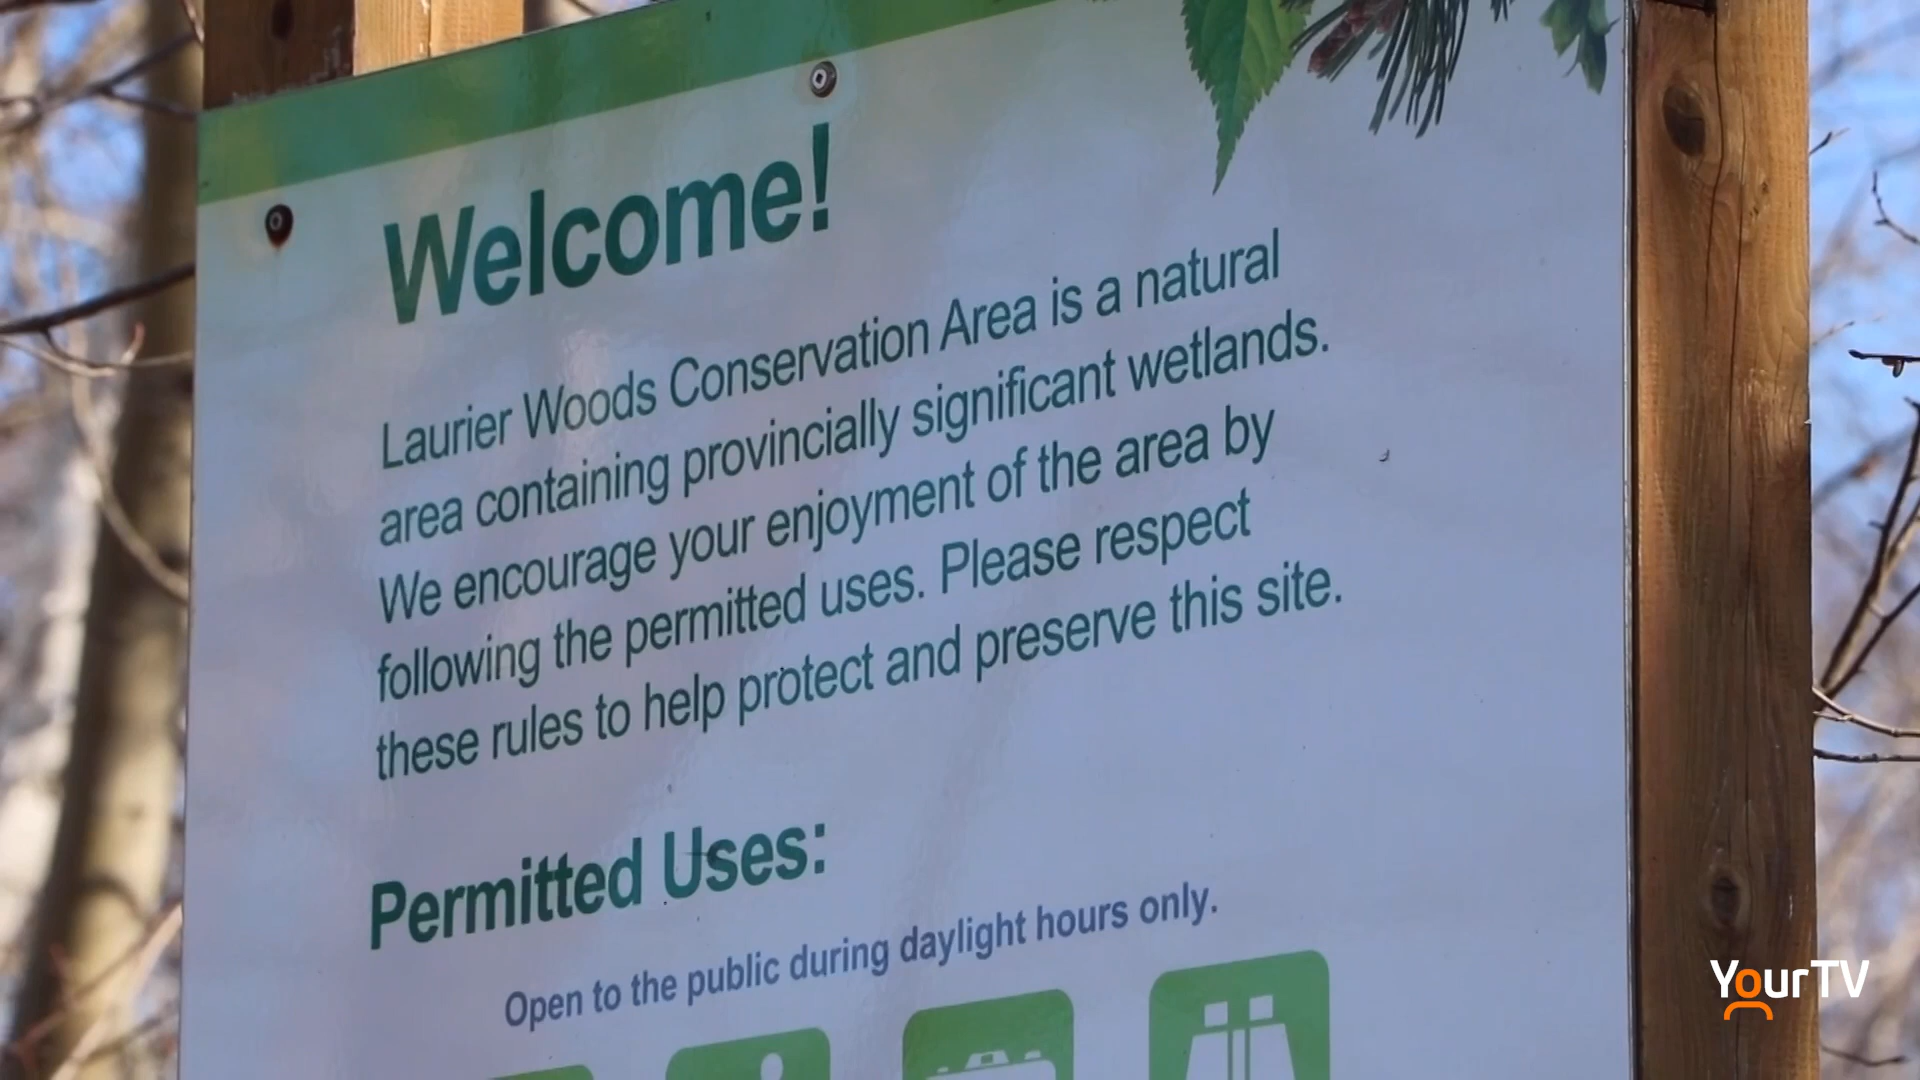 Welcome!
Laurier Woods Conservation Area is a natural
area containing provincially significant wetlands.
We encourage your enjoyment of the area by
following the permitted uses. Please respect
these rules to help protect and preserve this site.
Permitted Uses:
Open to the public during daylight hours only.
YourTV